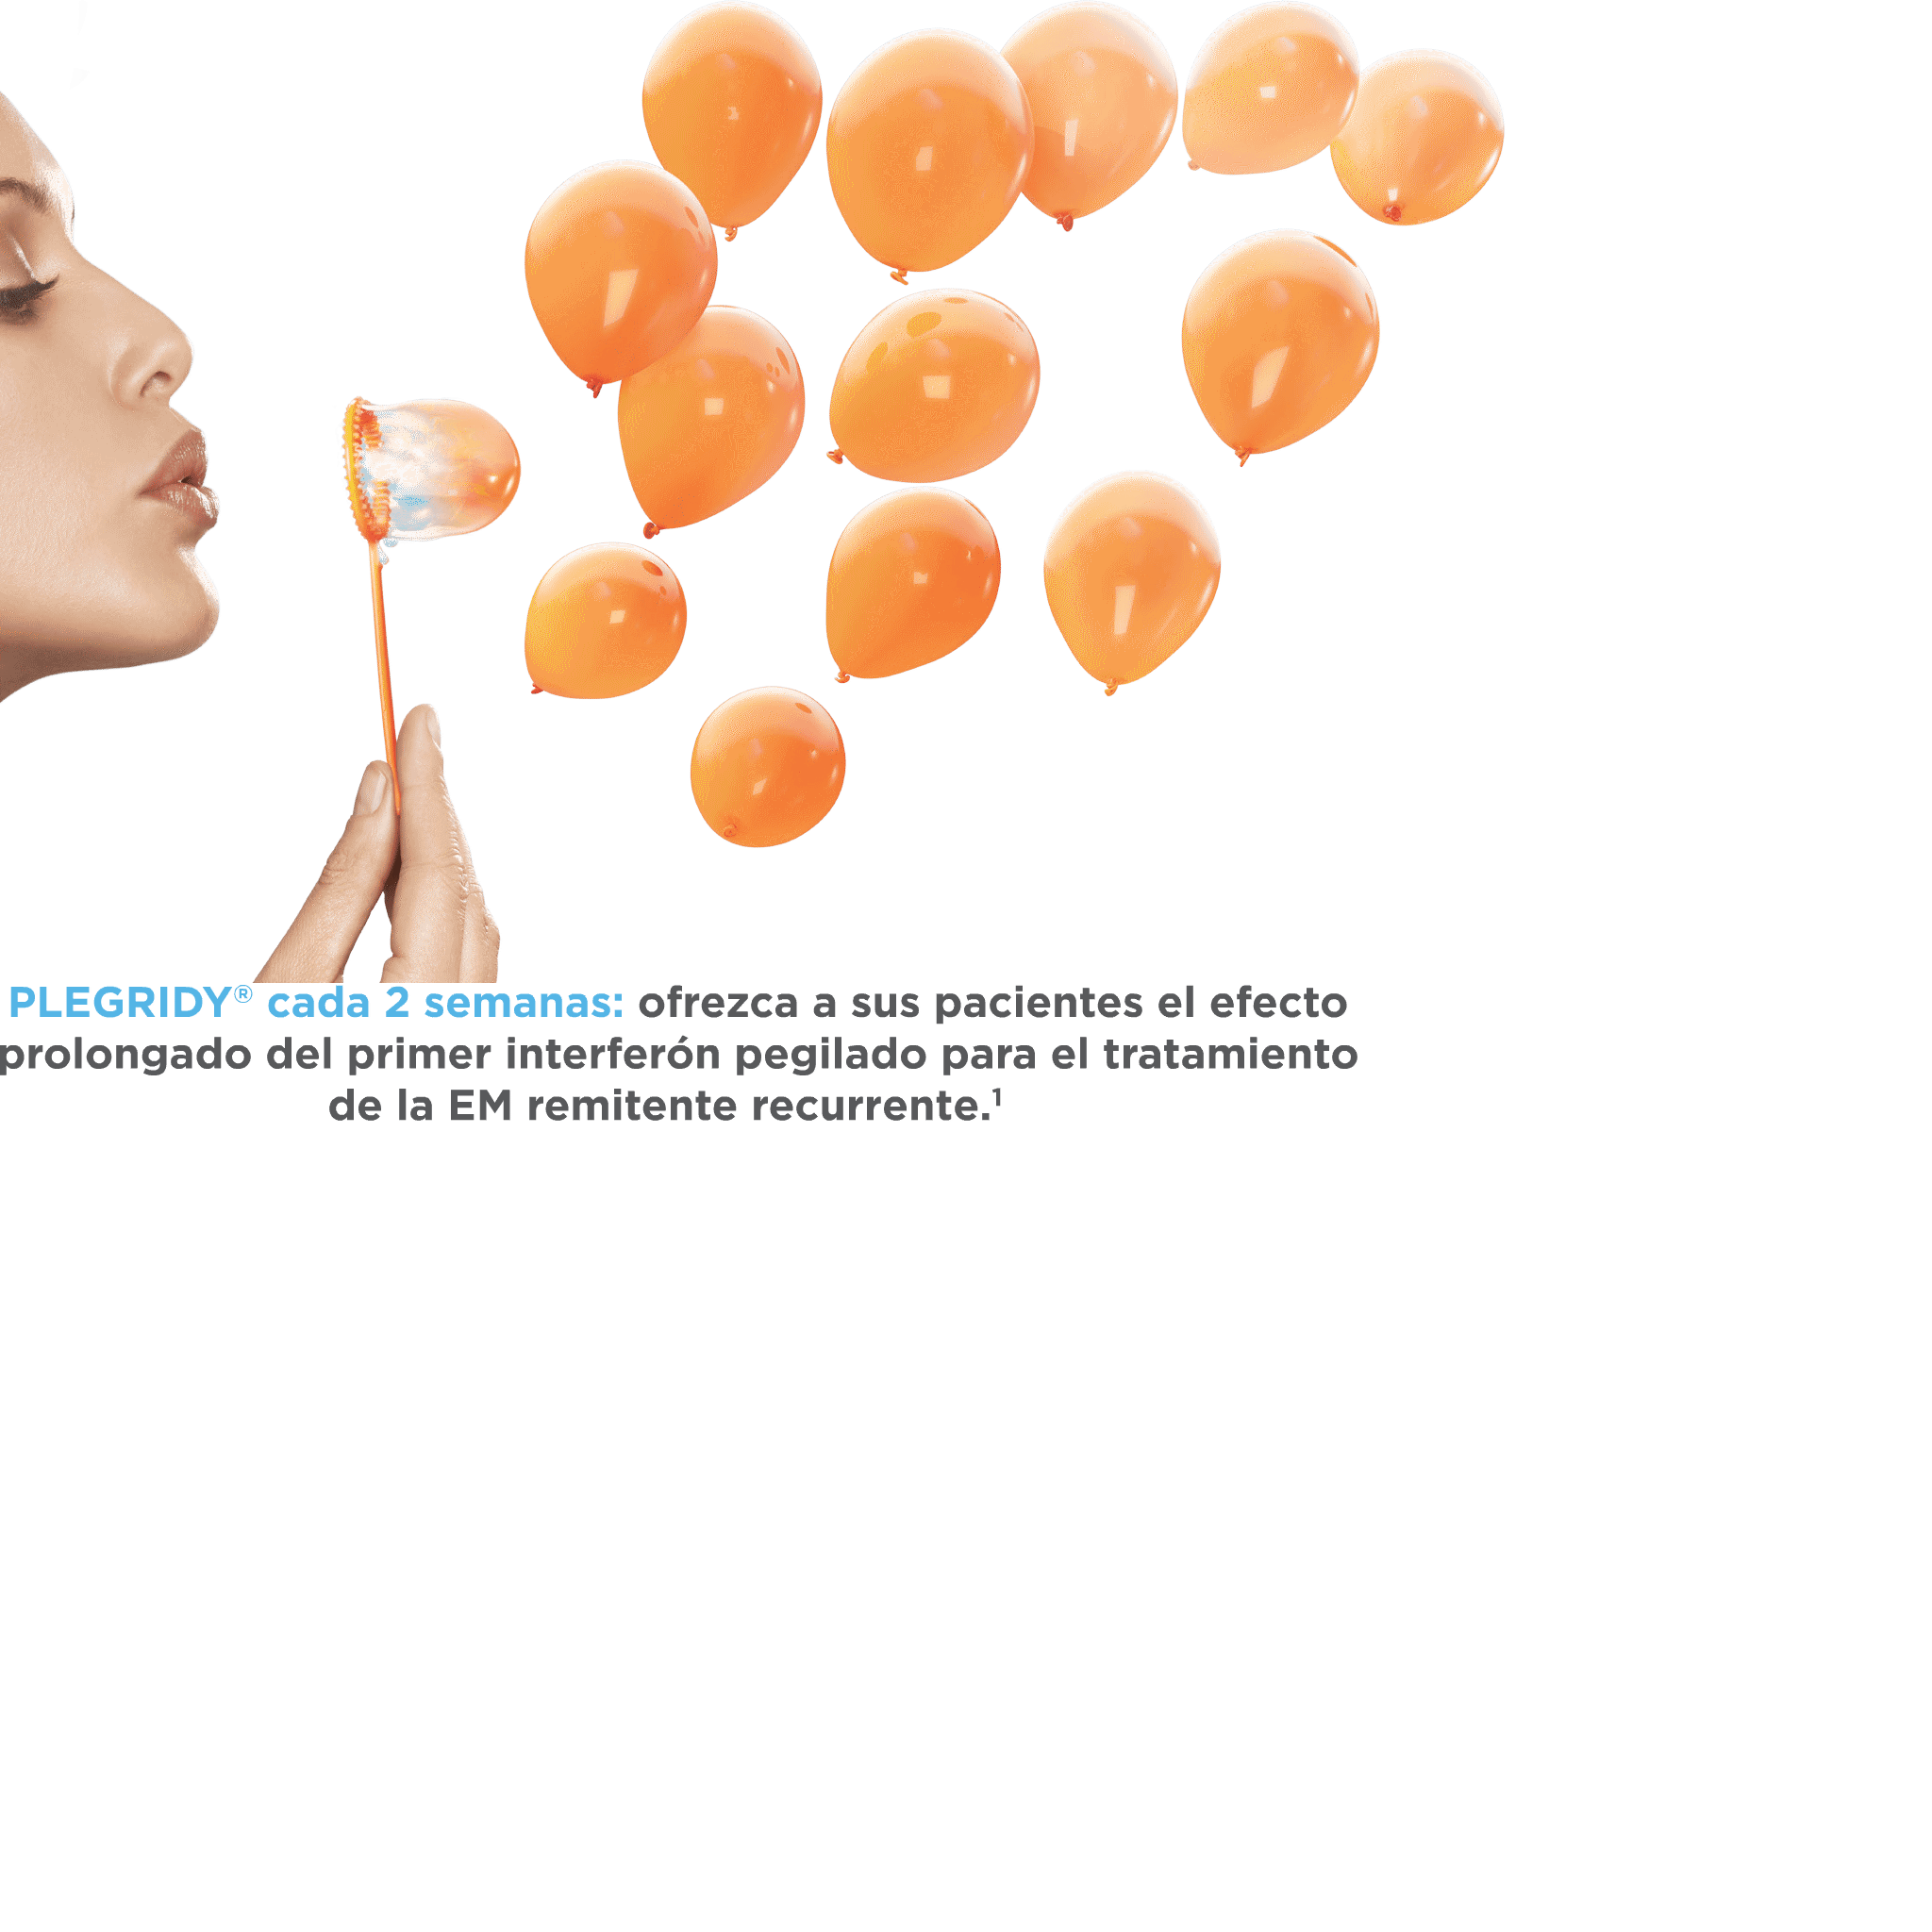 PLEGRIDY® cada 2 semanas: ofrezca a sus pacientes el efecto
prolongado del primer interferón pegilado para el tratamiento
de la EM remitente recurrente.¹